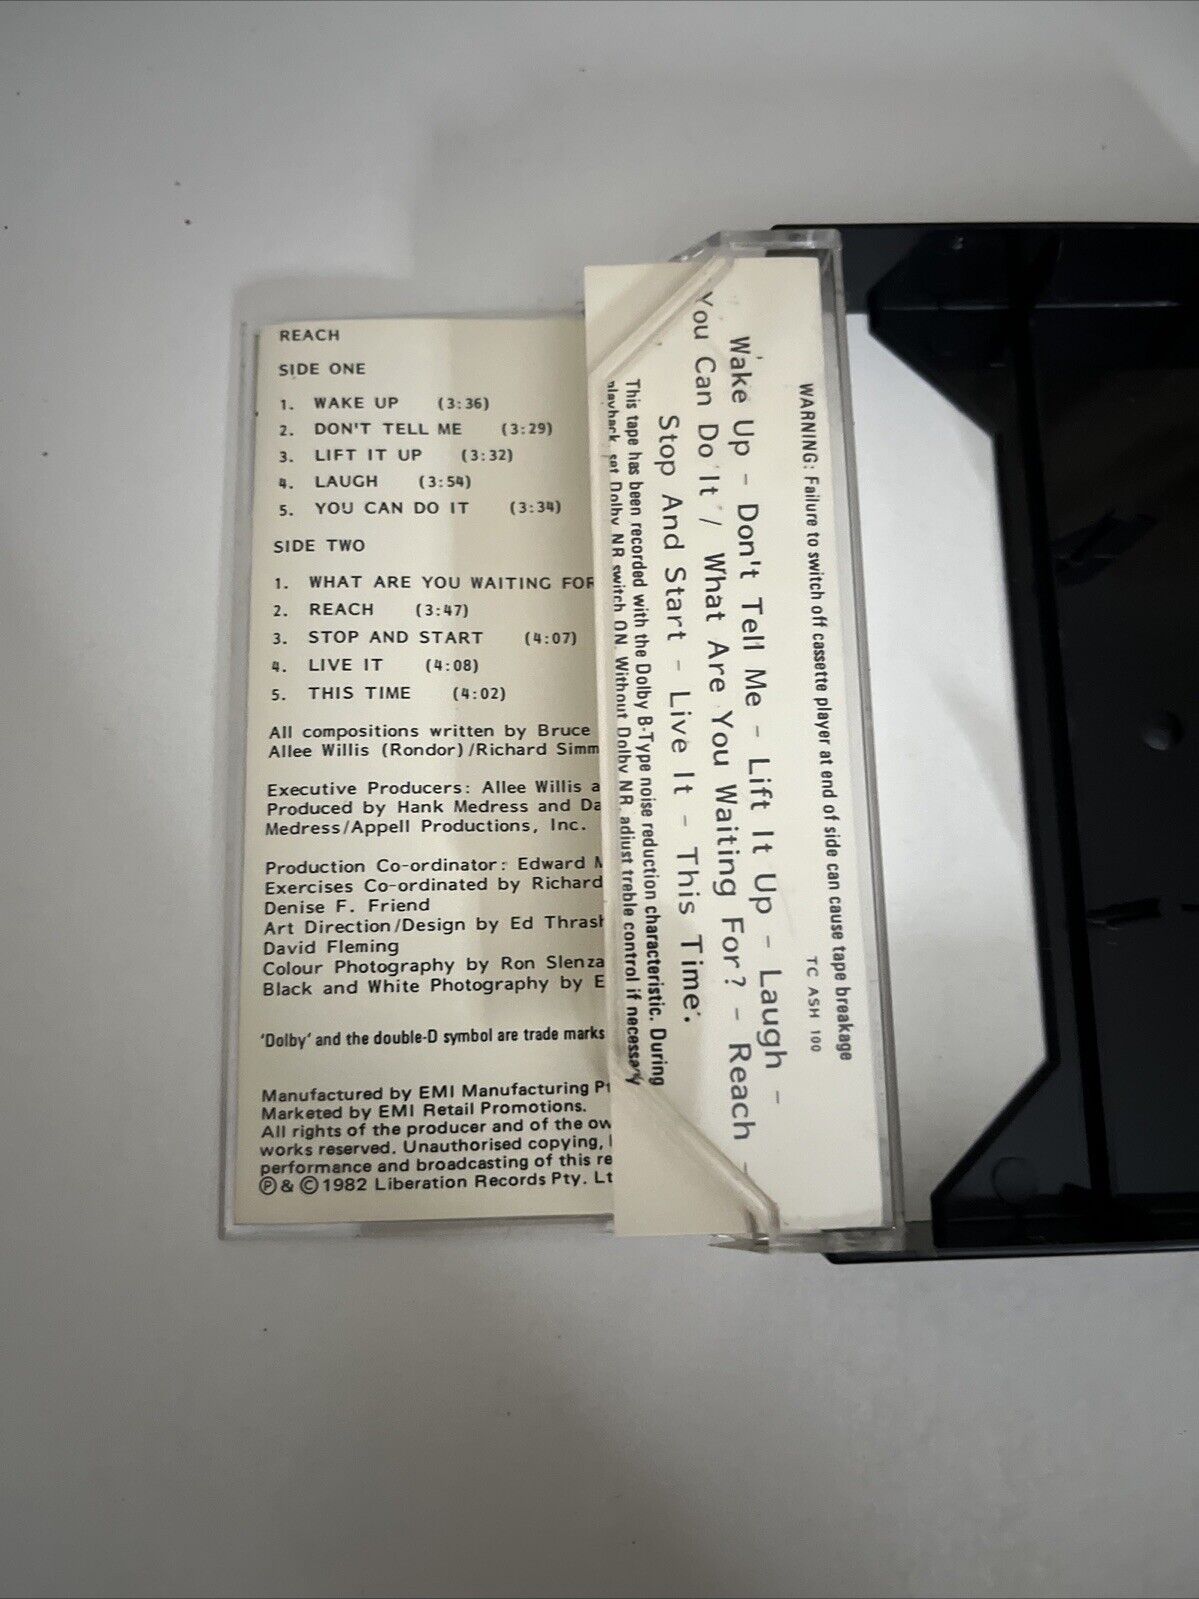 REACH
SIDE ONE
1. WAKE UP (3:36)
2. DON'T TELL ME (3:29)
3. LIFT IT UP (3:32)
4. LAUGH (3:54)
5. YOU CAN DO IT (3:34)
SIDE TWO
1. WHAT ARE YOU WAITING FOR
2. REACH (3:47)
3. STOP AND START (4:07)
4. LIVE IT (4:08)
5. THIS TIME (4:02)
All compositions written by Bruce
Allee Willis (Rondor)/Richard Simm
Executive Producers: Allee Willis a
Produced by Hank Medress and Da
Medress/Appell Productions, Inc.
Production Co-ordinator: Edward M
Exercises Co-ordinated by Richard
Denise F. Friend
Art Direction/Design by Ed Thrash
David Fleming
Colour Photography by Ron Slenza
Black and White Photography by E
'Dolby' and the double-D symbol are trade marks
Manufactured by EMI Manufacturing Pt
Marketed by EMI Retail Promotions.
All rights of the producer and of the ow
works reserved. Unauthorised copying,
performance and broadcasting of this re
Ⓟ & © 1982 Liberation Records Pty. Lt
WARNING: Failure to switch off cassette player at end of side can cause tape breakage
TC ASH 100
Wake Up - Don't Tell Me - Lift It Up - Laugh -
You Can Do It / What Are You Waiting For? - Reach -
Stop And Start - Live It - This Time.
This tape has been recorded with the Dolby B-Type noise reduction characteristic. During
playback, set Dolby NR switch ON. Without Dolby NR, adjust treble control if necessary